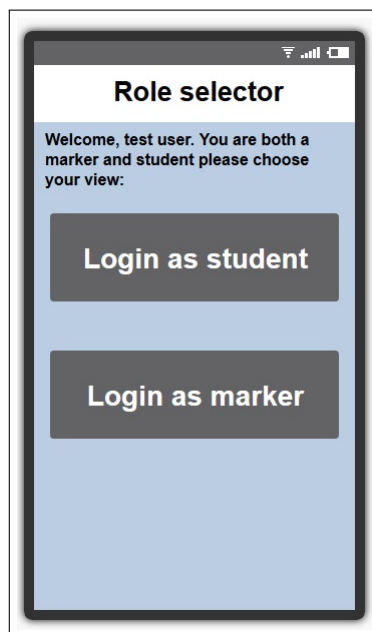 Role selector
Welcome, test user. You are both a
marker and student please choose
your view:
Login as student
Login as marker